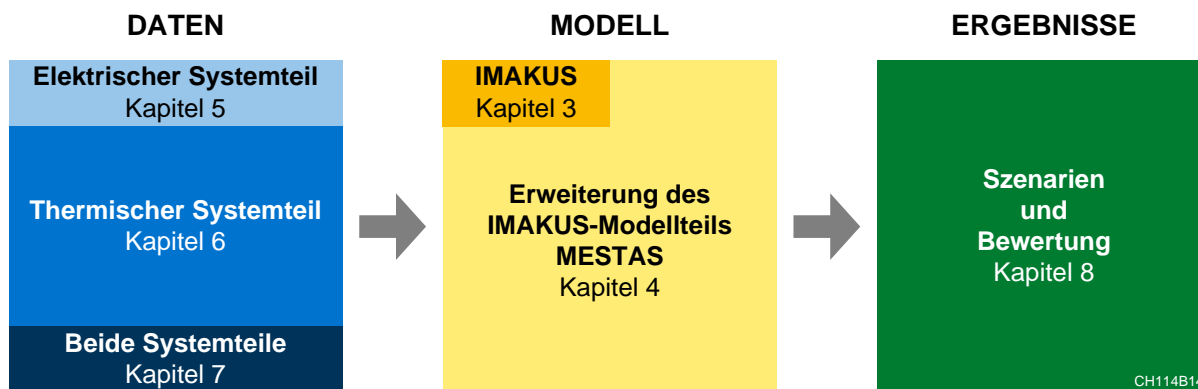 DATEN
Elektrischer Systemteil
Kapitel 5
Thermischer Systemteil
Kapitel 6
Beide Systemteile
Kapitel 7
MODELL
IMAKUS
Kapitel 3
Erweiterung des
IMAKUS-Modellteils
MESTAS
Kapitel 4
ERGEBNISSE
Szenarien
und
Bewertung
Kapitel 8
CH114B14